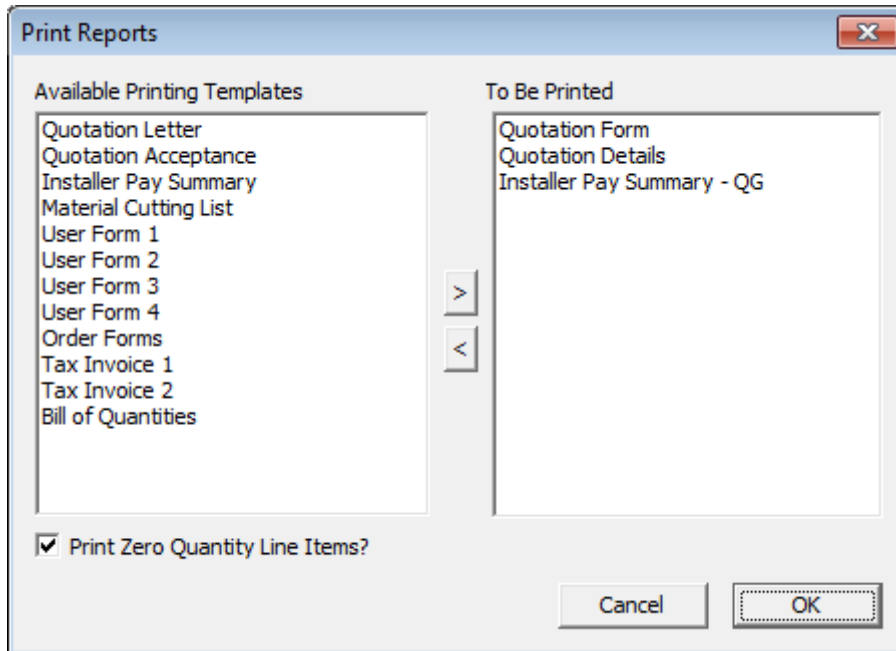 Print Reports
Available Printing Templates
Quotation Letter
Quotation Acceptance
Installer Pay Summary
Material Cutting List
User Form 1
User Form 2
User Form 3
User Form 4
Order Forms
Tax Invoice 1
Tax Invoice 2
Bill of Quantities
>
<
To Be Printed
Quotation Form
Quotation Details
Installer Pay Summary - QG
Print Zero Quantity Line Items?
Cancel
OK